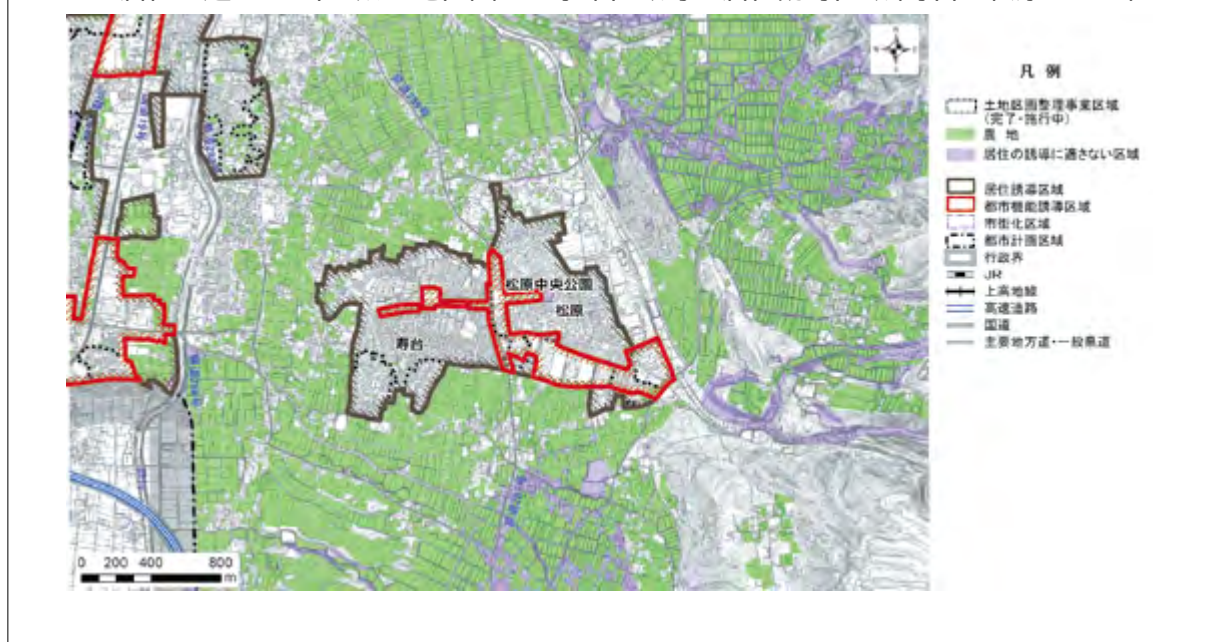 凡 例
土地区画整理事業区域
(完了・施行中)
農 地
居住の誘導に適さない区域
居住誘導区域
都市機能誘導区域
市街化区域
都市計画区域
行政界
JR
上高地線
高速道路
国道
主要地方道・一般県道
松原中央公園
松原
寿台
0 200 400 800
m